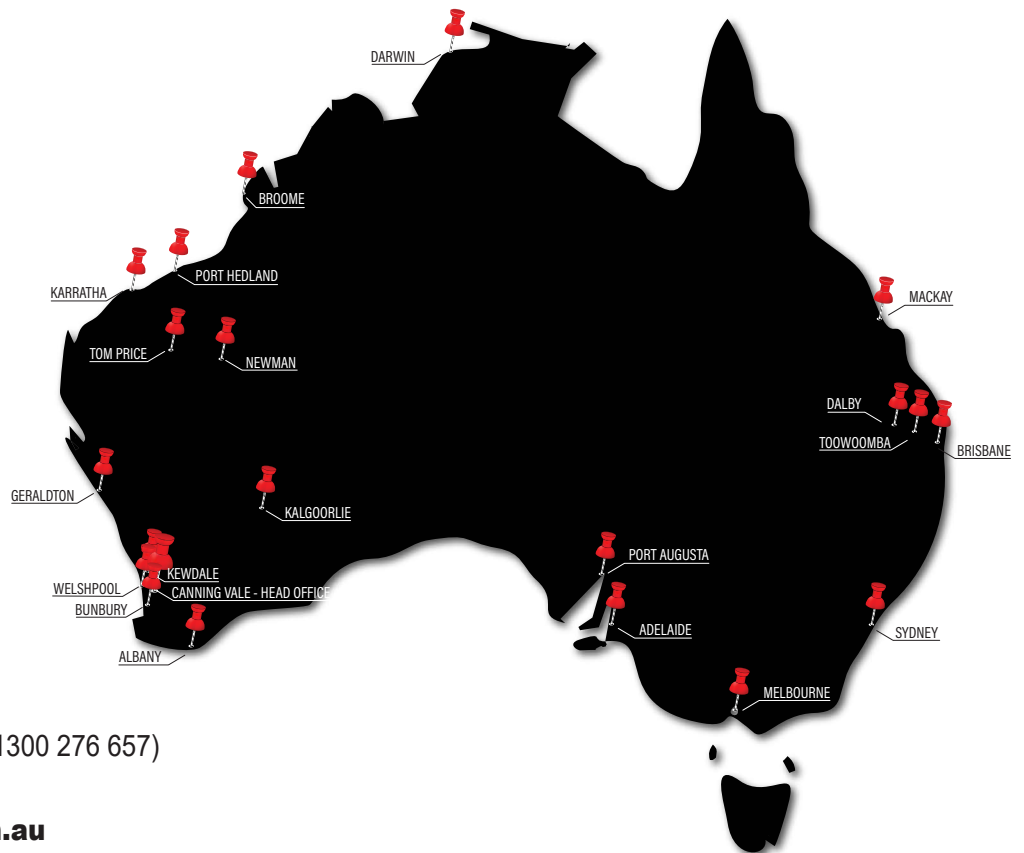 DARWIN
BROOME
PORT HEDLAND
KARRATHA
MACKAY
TOM PRICE
NEWMAN
DALBY
TOOWOOMBA
BRISBANE
GERALDTON
KALGOORLIE
PORT AUGUSTA
KEWDALE
WELSHPOOL
CANNING VALE - HEAD OFFICE
BUNBURY
ADELAIDE
SYDNEY
ALBANY
MELBOURNE
1300 276 657)
.au